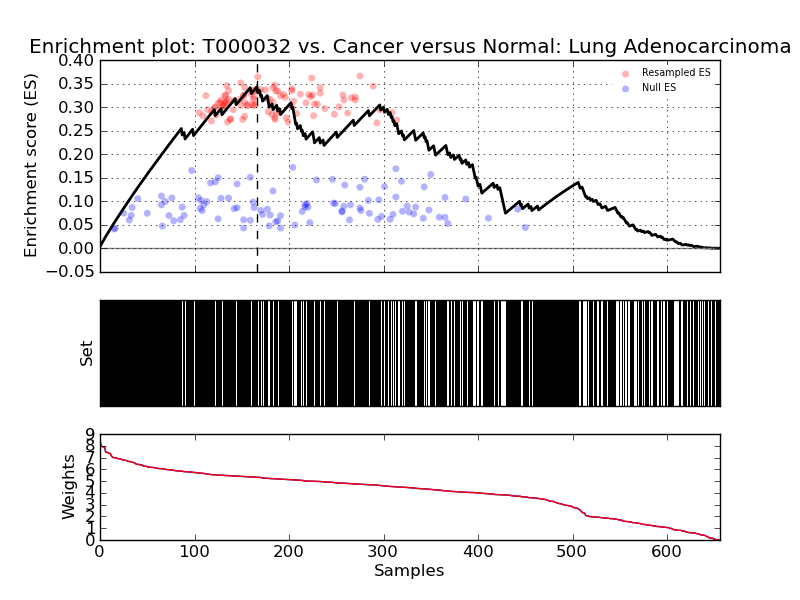 Enrichment plot: T000032 vs. Cancer versus Normal: Lung Adenocarcinoma
0.40
0.35
0.30
0.25
0.20
0.15
0.10
0.05
0.00
−0.05
Enrichment score (ES)
Resampled ES
Null ES
Set
9
8
7
6
5
4
3
2
1
0
Weights
0 100 200 300 400 500 600
Samples